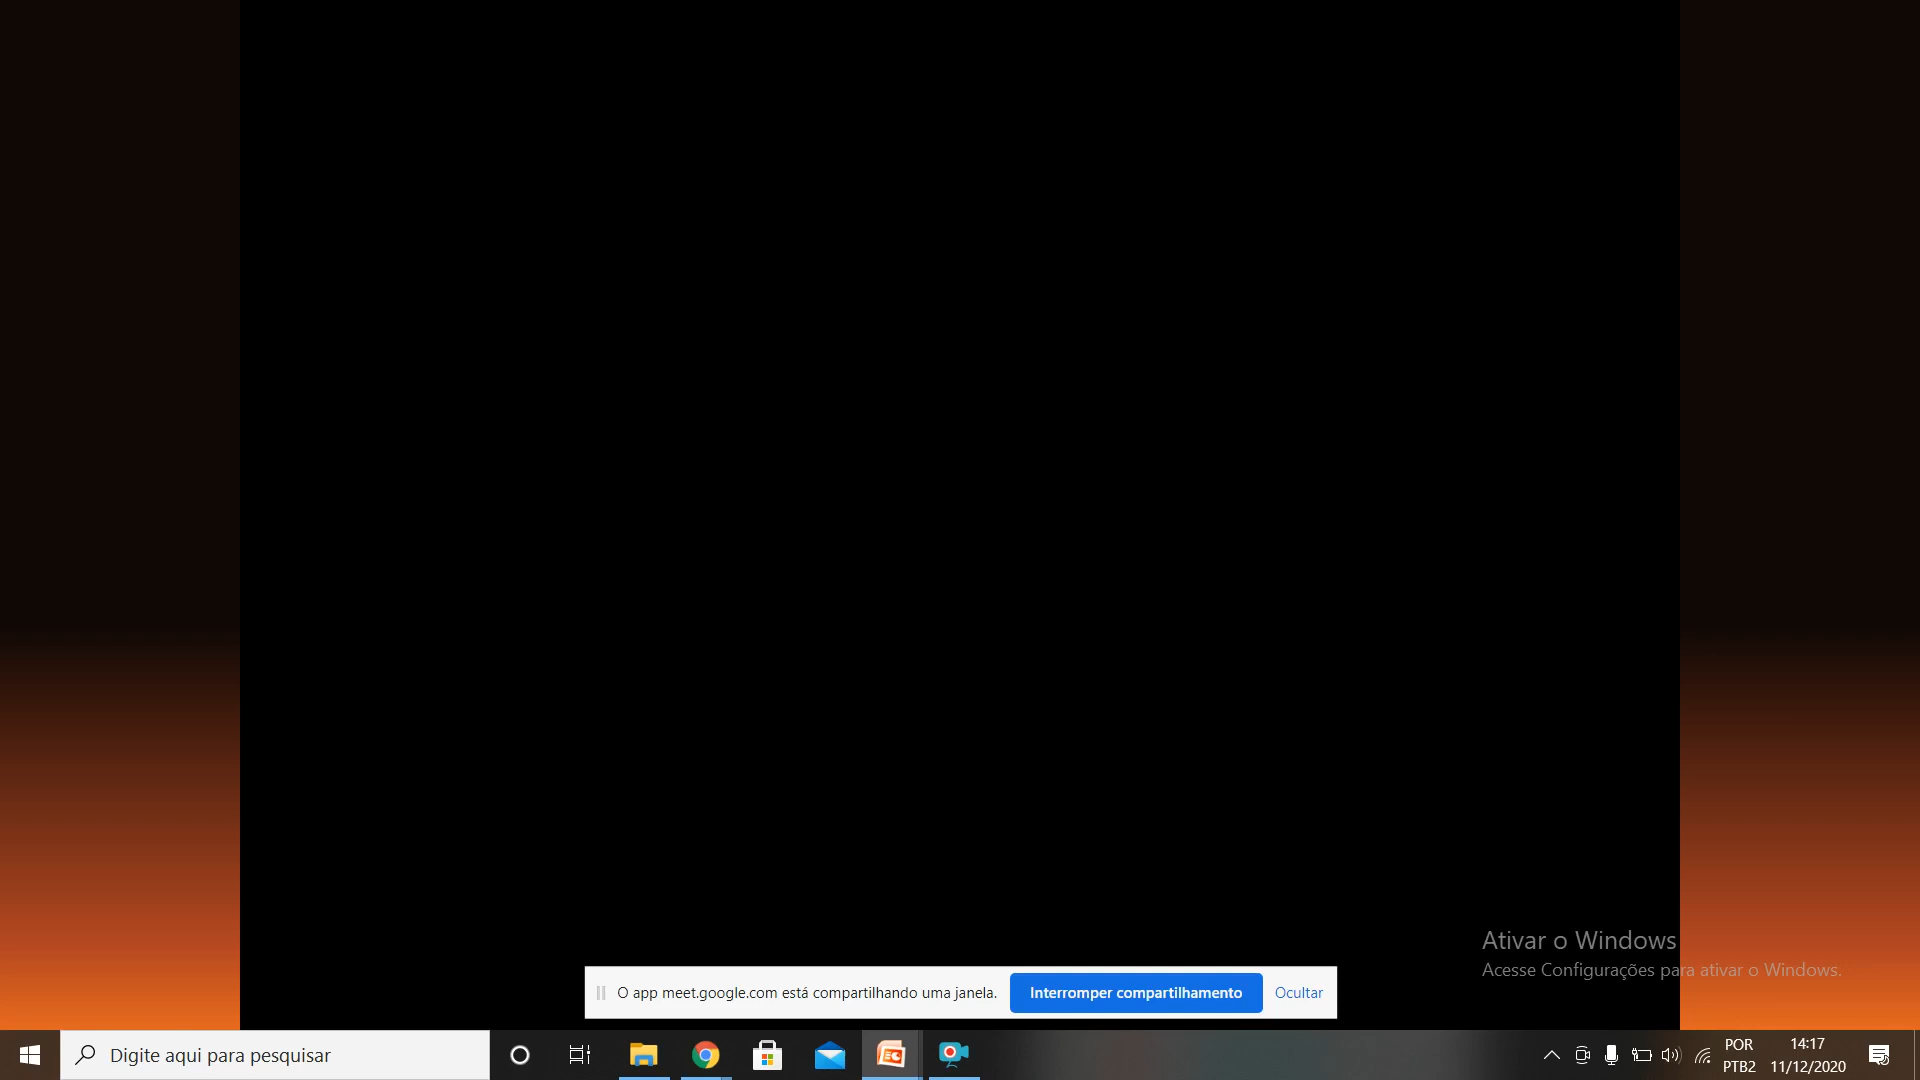 Ativar o Windows
Acesse Configurações para ativar o Windows.
O app meet.google.com está compartilhando uma janela. Interromper compartilhamento Ocultar
Digite aqui para pesquisar
POR 14:17
PTB2 11/12/2020